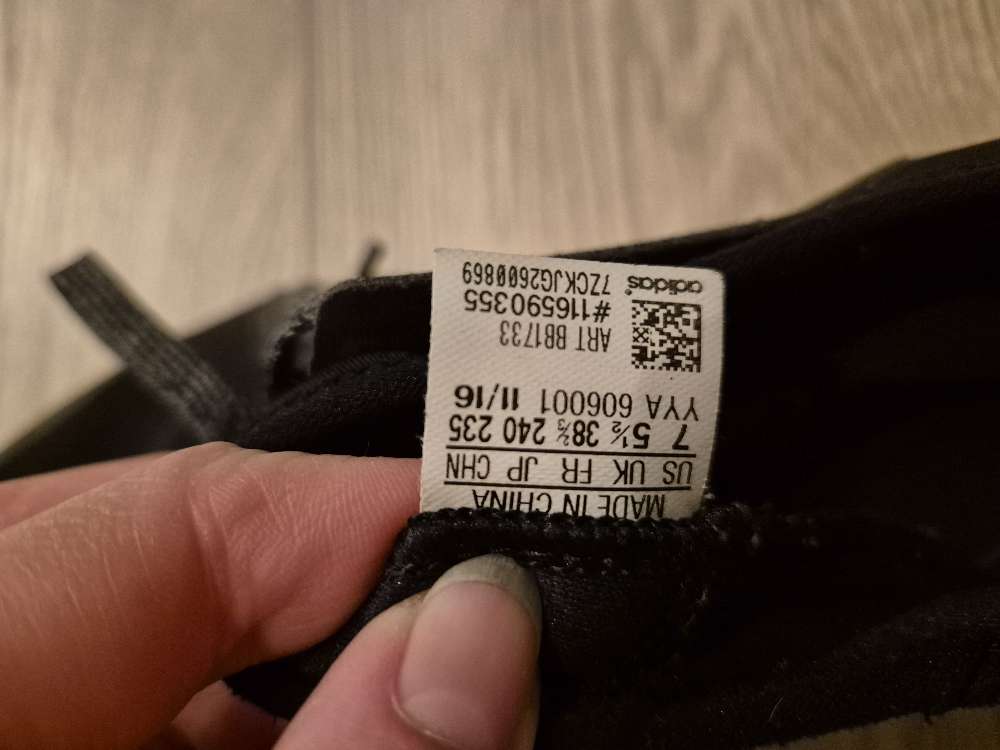 MADE IN CHINA
US UK FR JP CHN
7 5½ 38⅔ 240 235
YYA 606001 11/16
ART BB1733
#116590355
adidas® 7ZCKJG2600869